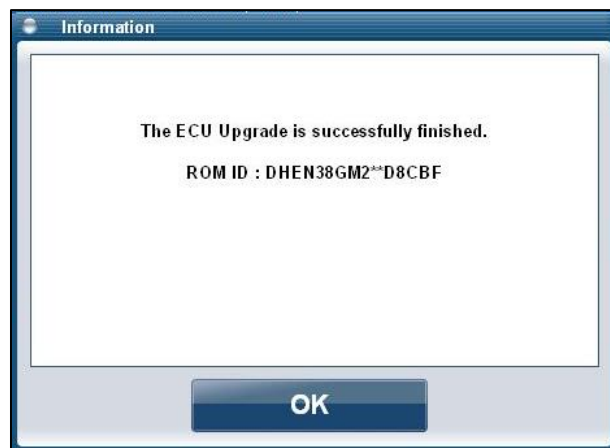 Information
The ECU Upgrade is successfully finished.
ROM ID : DHEN38GM2**D8CBF
OK